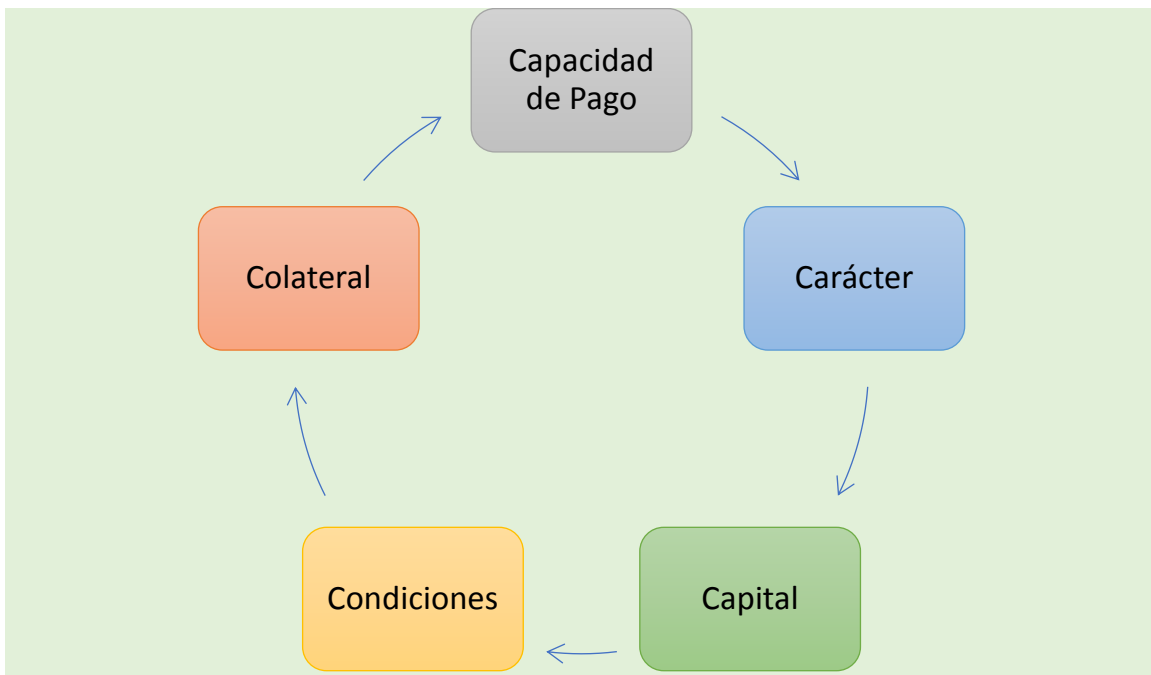 Capacidad
de Pago
Carácter
Capital
Condiciones
Colateral